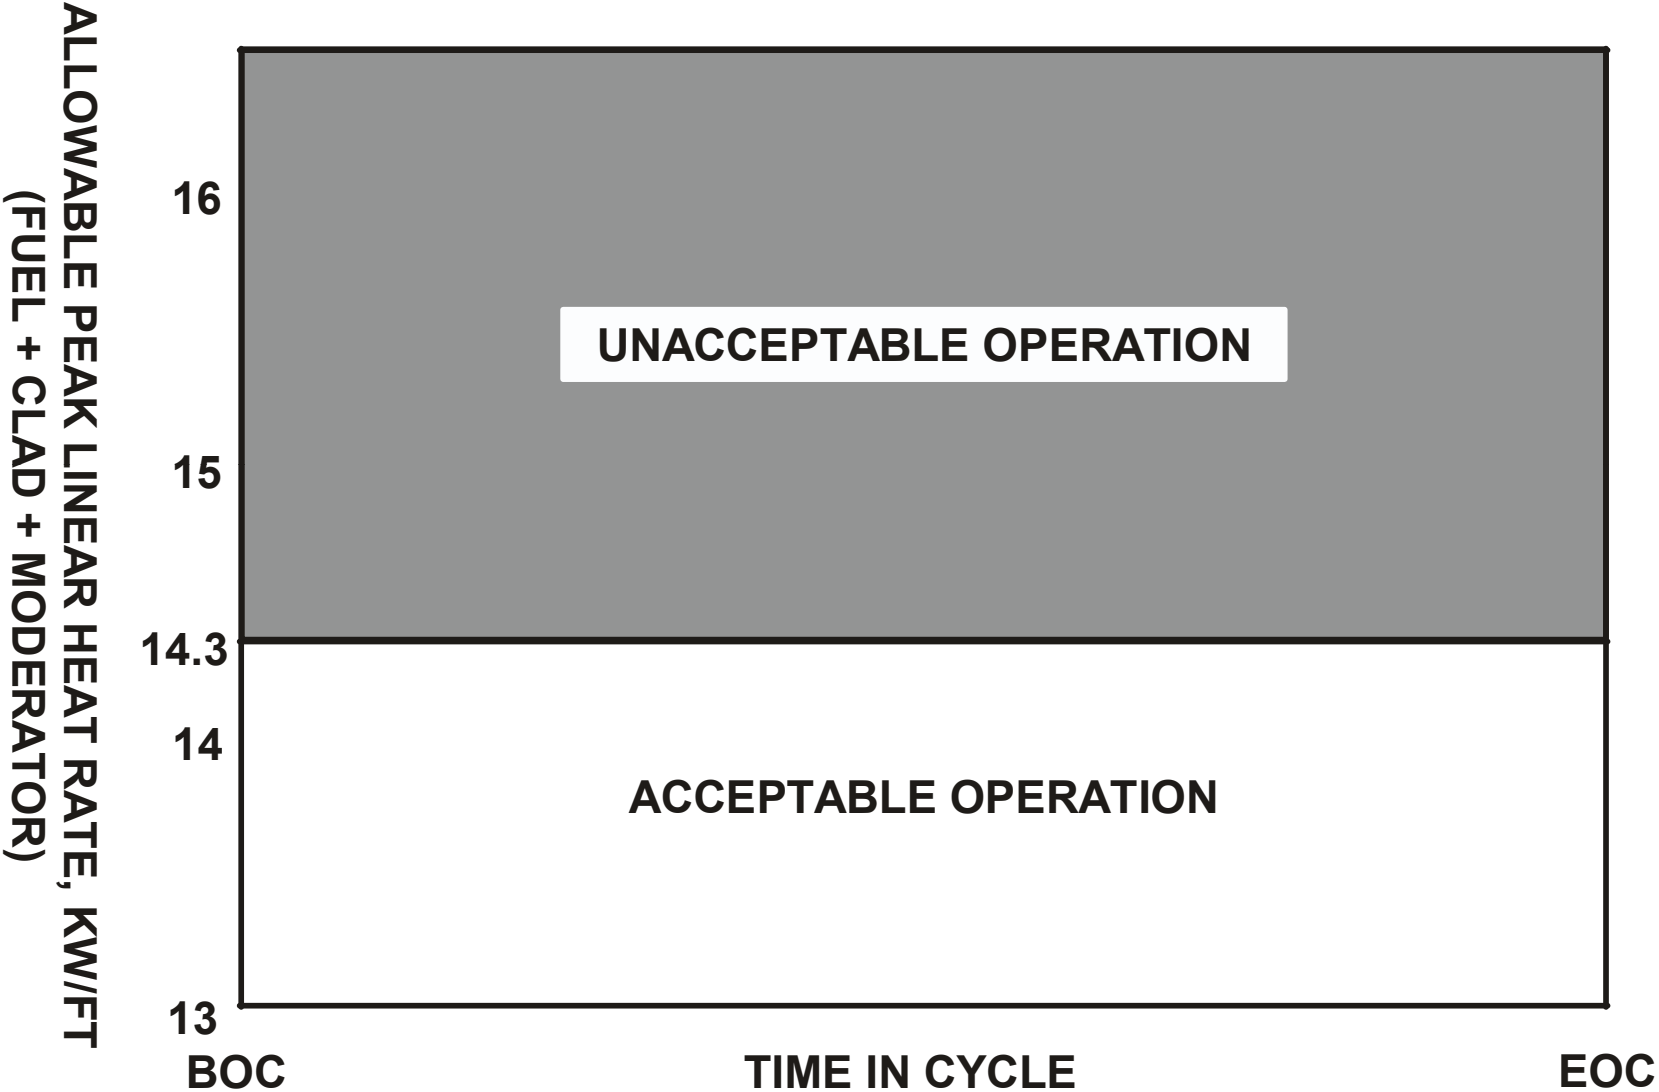 ALLOWABLE PEAK LINEAR HEAT RATE, KW/FT
(FUEL + CLAD + MODERATOR)
16
UNACCEPTABLE OPERATION
15
14.3
14
ACCEPTABLE OPERATION
13
BOC TIME IN CYCLE EOC